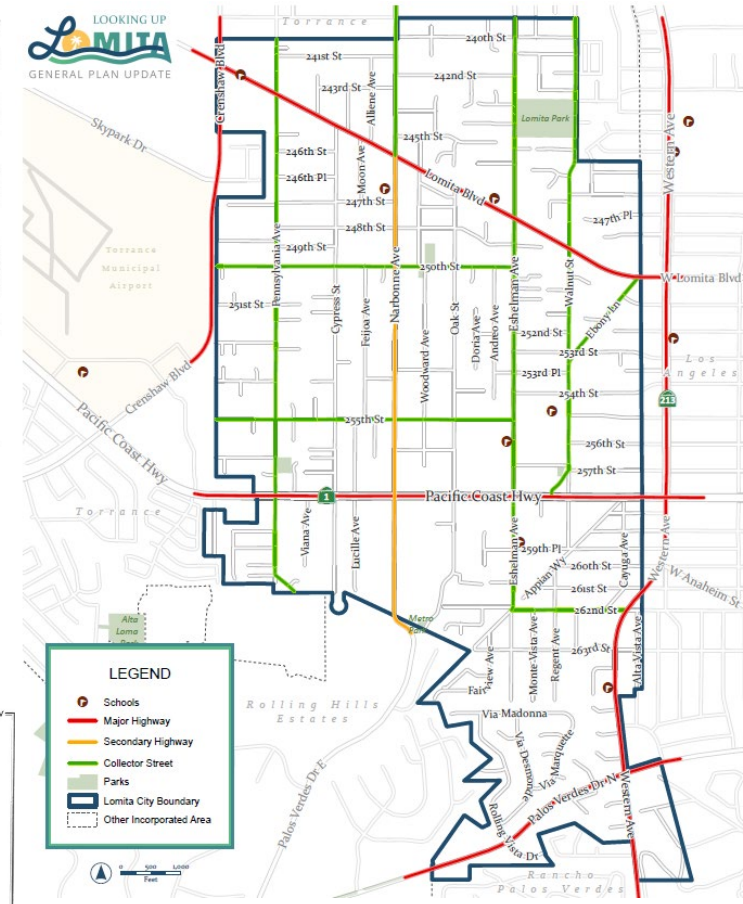 LOOKING UP
LOMITA
GENERAL PLAN UPDATE
Torrance
240th St
241st St
242nd St
243rd St
Alliene Ave
Crenshaw Blvd
Skypark Dr
Lomita Park
245th St
246th St
246th Pl
Moon Ave
247th St
Lomita Blvd
Western Ave
247th Pl
248th St
249th St
Torrance
Municipal
Airport
Pennsylvania Ave
Narbonne Ave
250th St
Eshelman Ave
Walnut St
W Lomita Blvd
251st St
Cypress St
Feijoa Ave
Woodward Ave
Oak St
Doria Ave
Andreo Ave
Ebony Ln
252nd St
253rd St
253rd Pl
254th St
Los
Angeles
213
Crenshaw Blvd
Pacific Coast Hwy
255th St
256th St
257th St
1
Pacific Coast Hwy
Torrance
Viana Ave
Lucille Ave
Eshelman Ave
259th Pl
Appian Wy
260th St
261st St
262nd St
Cayuga Ave
Western Ave
W Anaheim St
Alta
Loma
Park
Metro
Park
Monte Vista Ave
Regent Ave
263rd St
Alta Vista Ave
Fairview Ave
Via Madonna
Rolling Hills
Estates
Via Desmonde
Via Marquette
Palos Verdes Dr E
Palos Verdes Dr N
Western Ave
Rolling Vista Dr
Rancho
Palos Verdes
LEGEND
Schools
Major Highway
Secondary Highway
Collector Street
Parks
Lomita City Boundary
Other Incorporated Area
0 500 1,000
Feet